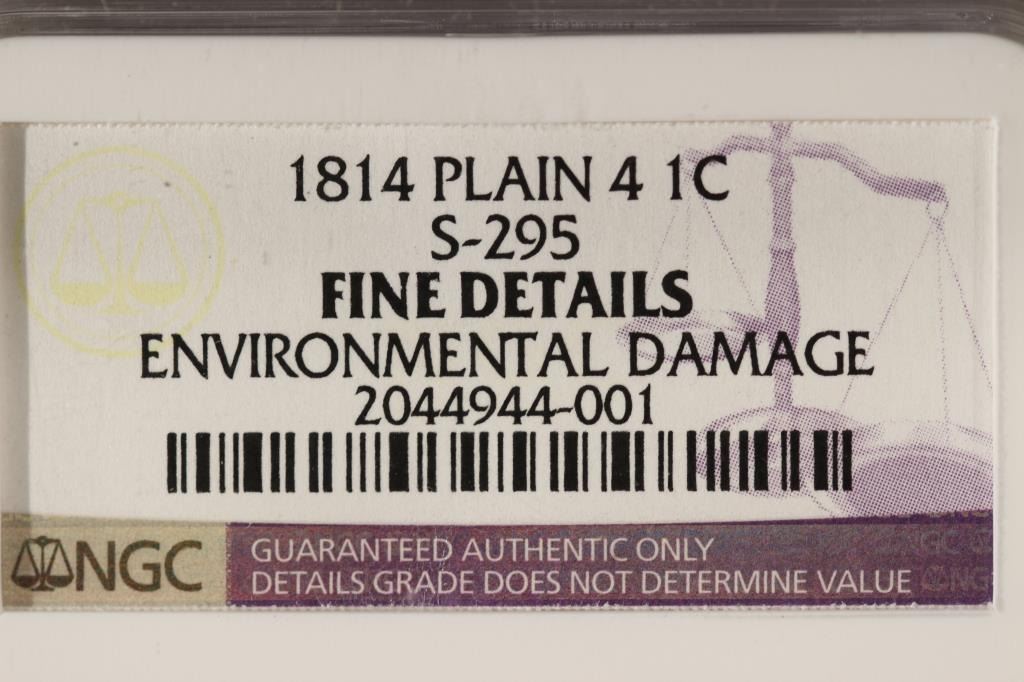 1814 PLAIN 4 1C
S-295
FINE DETAILS
ENVIRONMENTAL DAMAGE
2044944-001
NGC
GUARANTEED AUTHENTIC ONLY
DETAILS GRADE DOES NOT DETERMINE VALUE